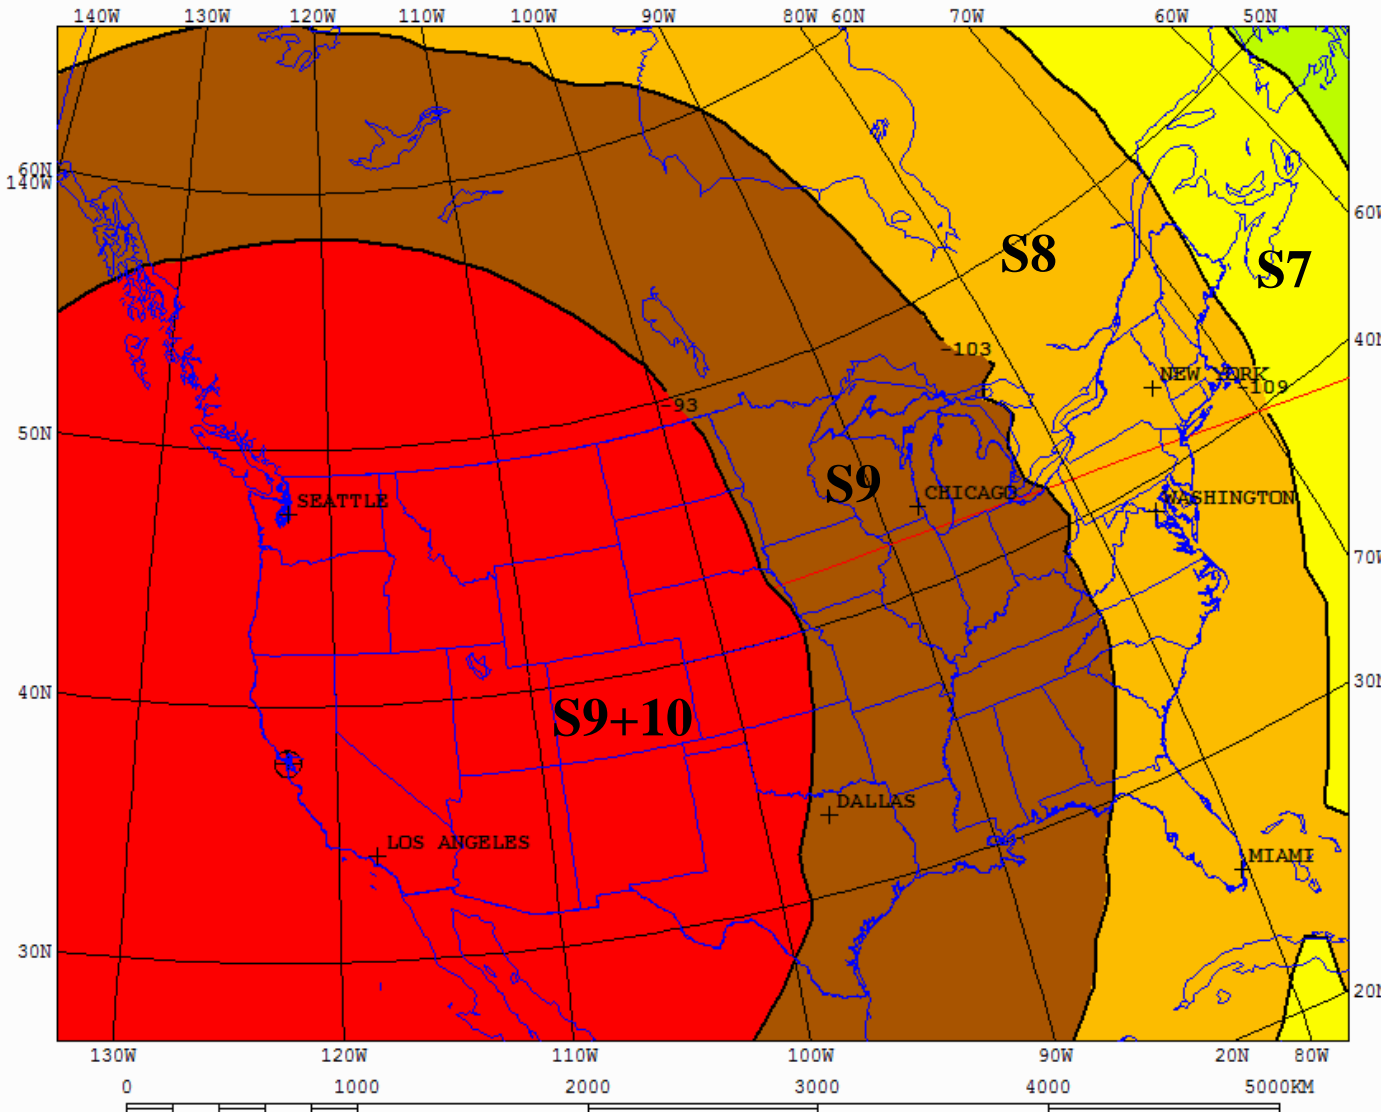 140W 130W 120W 110W 100W 90W 80W 60N 70W 60W 50N
60N
140W
60W
S8
S7
40N
-103
NEW YORK
-109
-93
50N
S9
CHICAGO
SEATTLE
WASHINGTON
70W
40N
S9+10
30N
DALLAS
LOS ANGELES
MIAMI
30N
20N
130W 120W 110W 100W 90W 20N 80W
0 1000 2000 3000 4000 5000KM